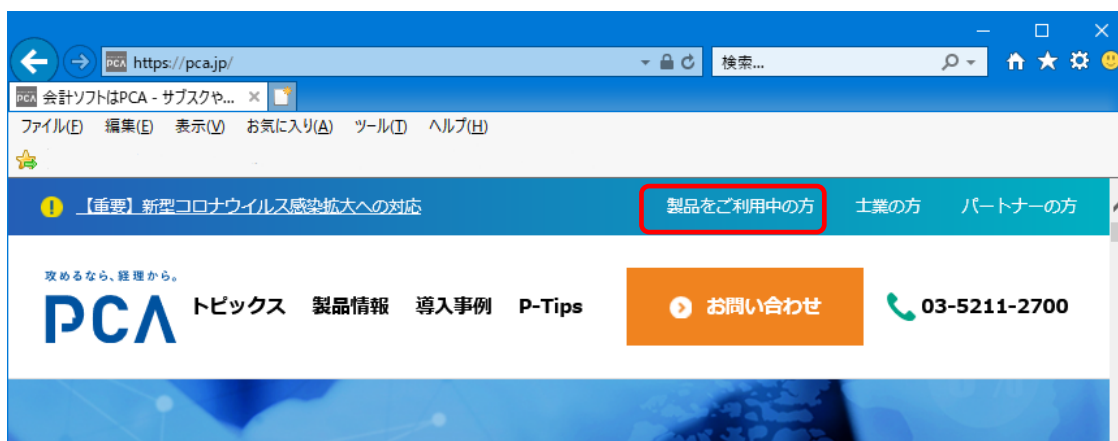 PCA https://pca.jp/ 検索...
PCA 会計ソフトはPCA - サブスクや...
ファイル(F) 編集(E) 表示(V) お気に入り(A) ツール(T) ヘルプ(H)
! 【重要】新型コロナウイルス感染拡大への対応 製品をご利用中の方 士業の方 パートナーの方
攻めるなら、経理から。
PCA トピックス 製品情報 導入事例 P-Tips お問い合わせ 03-5211-2700